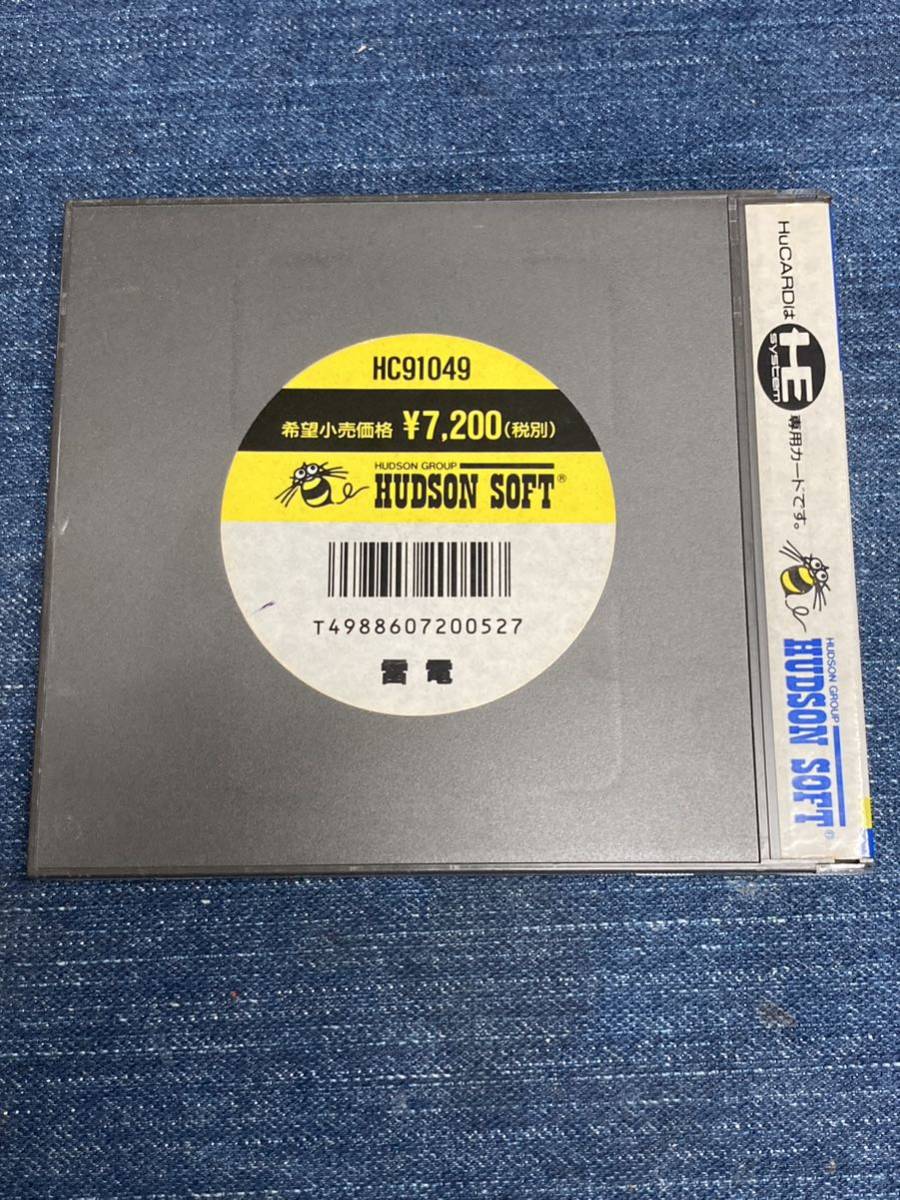 HC91049
希望小売価格 ¥7,200(税別)
HUDSON GROUP
HUDSON SOFT®
T4988607200527
雷電
HuCARDは HE system 専用カードです。
HUDSON GROUP
HUDSON SOFT®